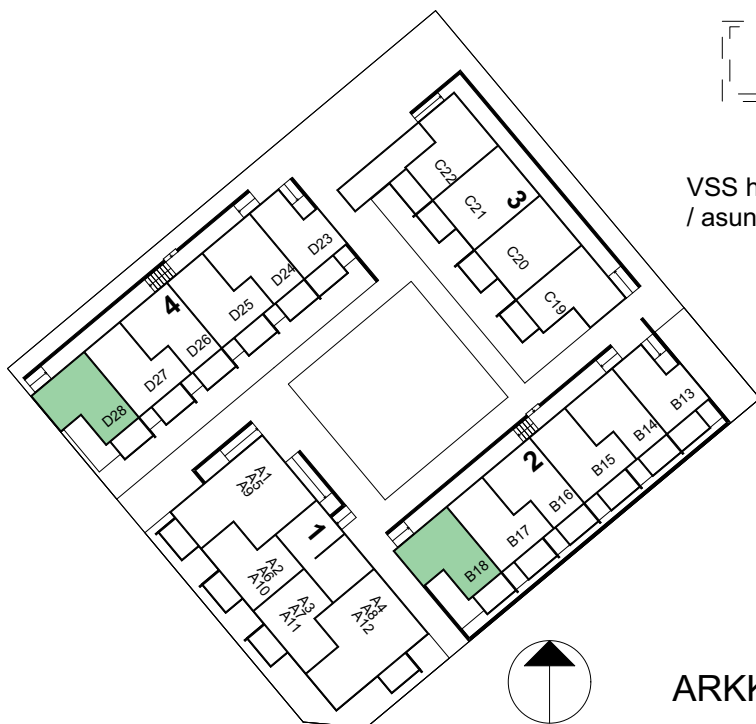 VSS h
/ asun
C22
C21
C20
C19
3
D23
D24
D25
D26
D27
D28
4
A1
A5
A9
A2
A6
A10
A3
A7
A11
A4
A8
A12
1
B13
B14
B15
B16
B17
B18
2
ARKK